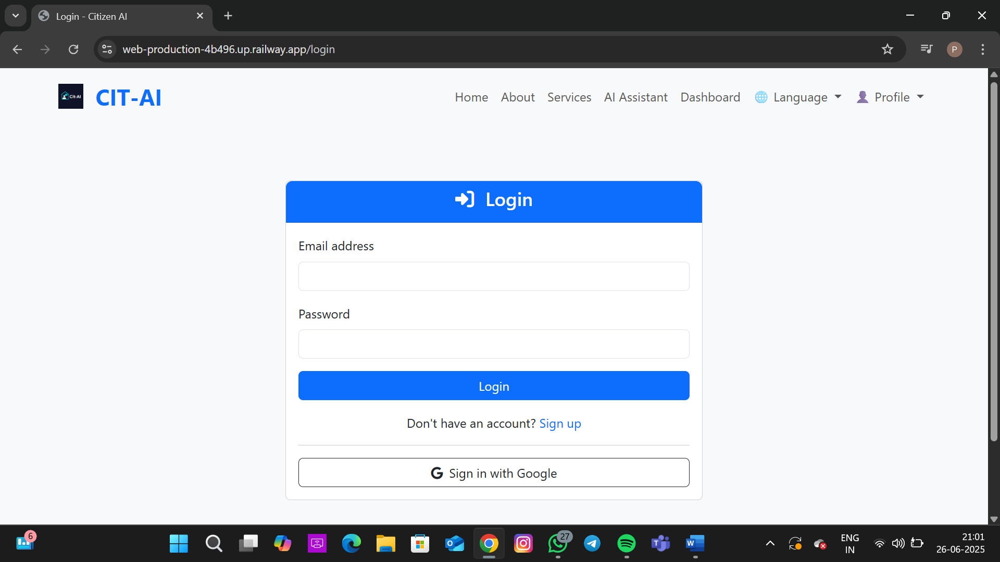 Login - Citizen AI
web-production-4b496.up.railway.app/login
P
Cit-AI
CIT-AI
Home About Services AI Assistant Dashboard Language Profile
Login
Email address
Password
Login
Don't have an account? Sign up
G Sign in with Google
6
27
ENG
IN
21:01
26-06-2025